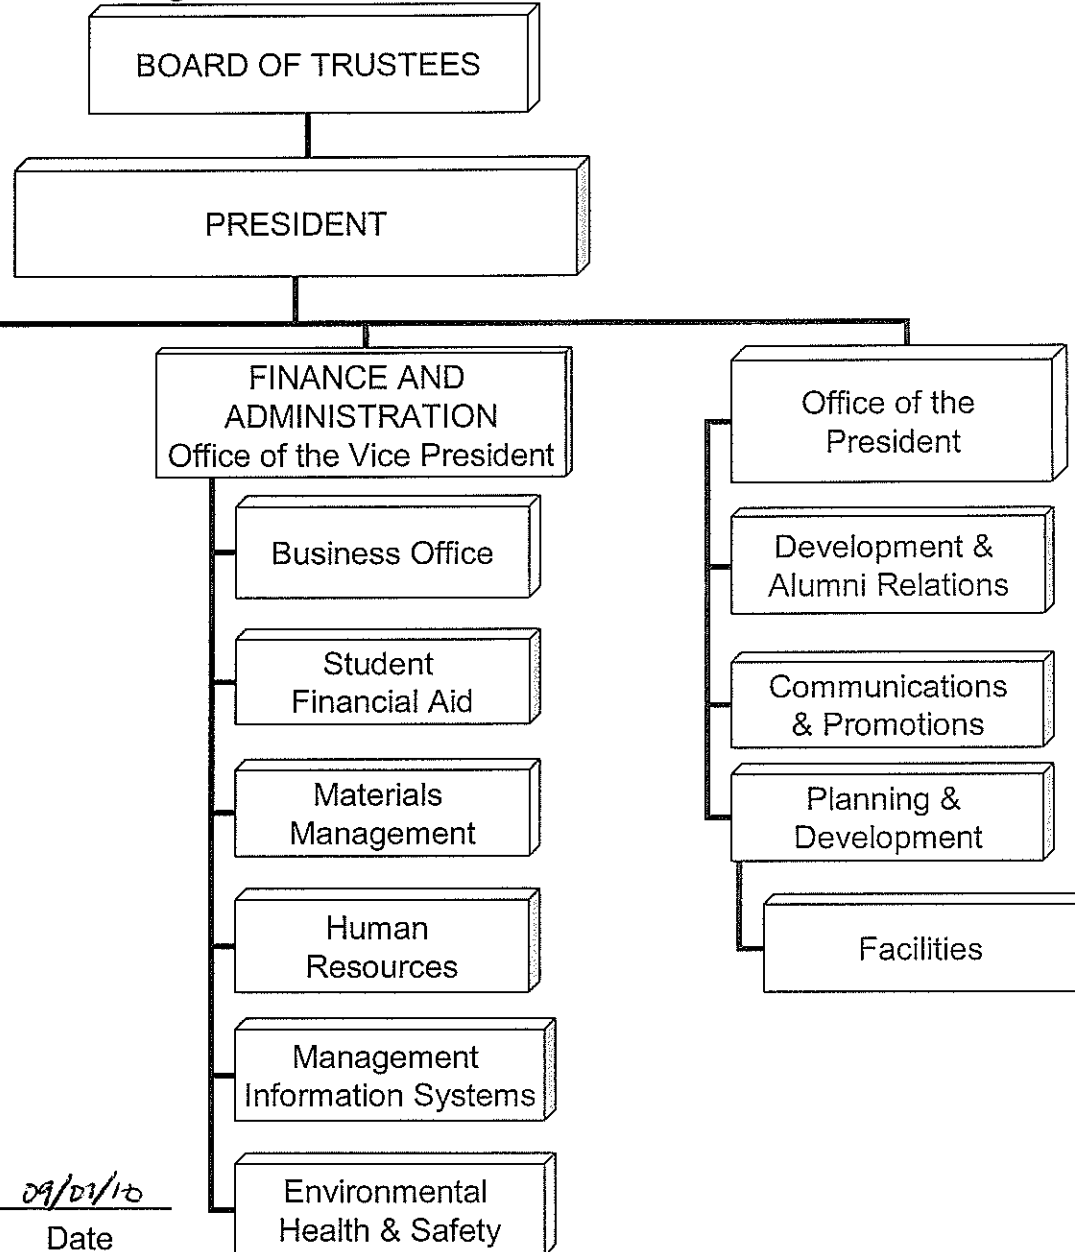 BOARD OF TRUSTEES
PRESIDENT
FINANCE AND
ADMINISTRATION
Office of the Vice President
Business Office
Student
Financial Aid
Materials
Management
Human
Resources
Management
Information Systems
Environmental
Health & Safety
Office of the
President
Development &
Alumni Relations
Communications
& Promotions
Planning &
Development
Facilities
Date